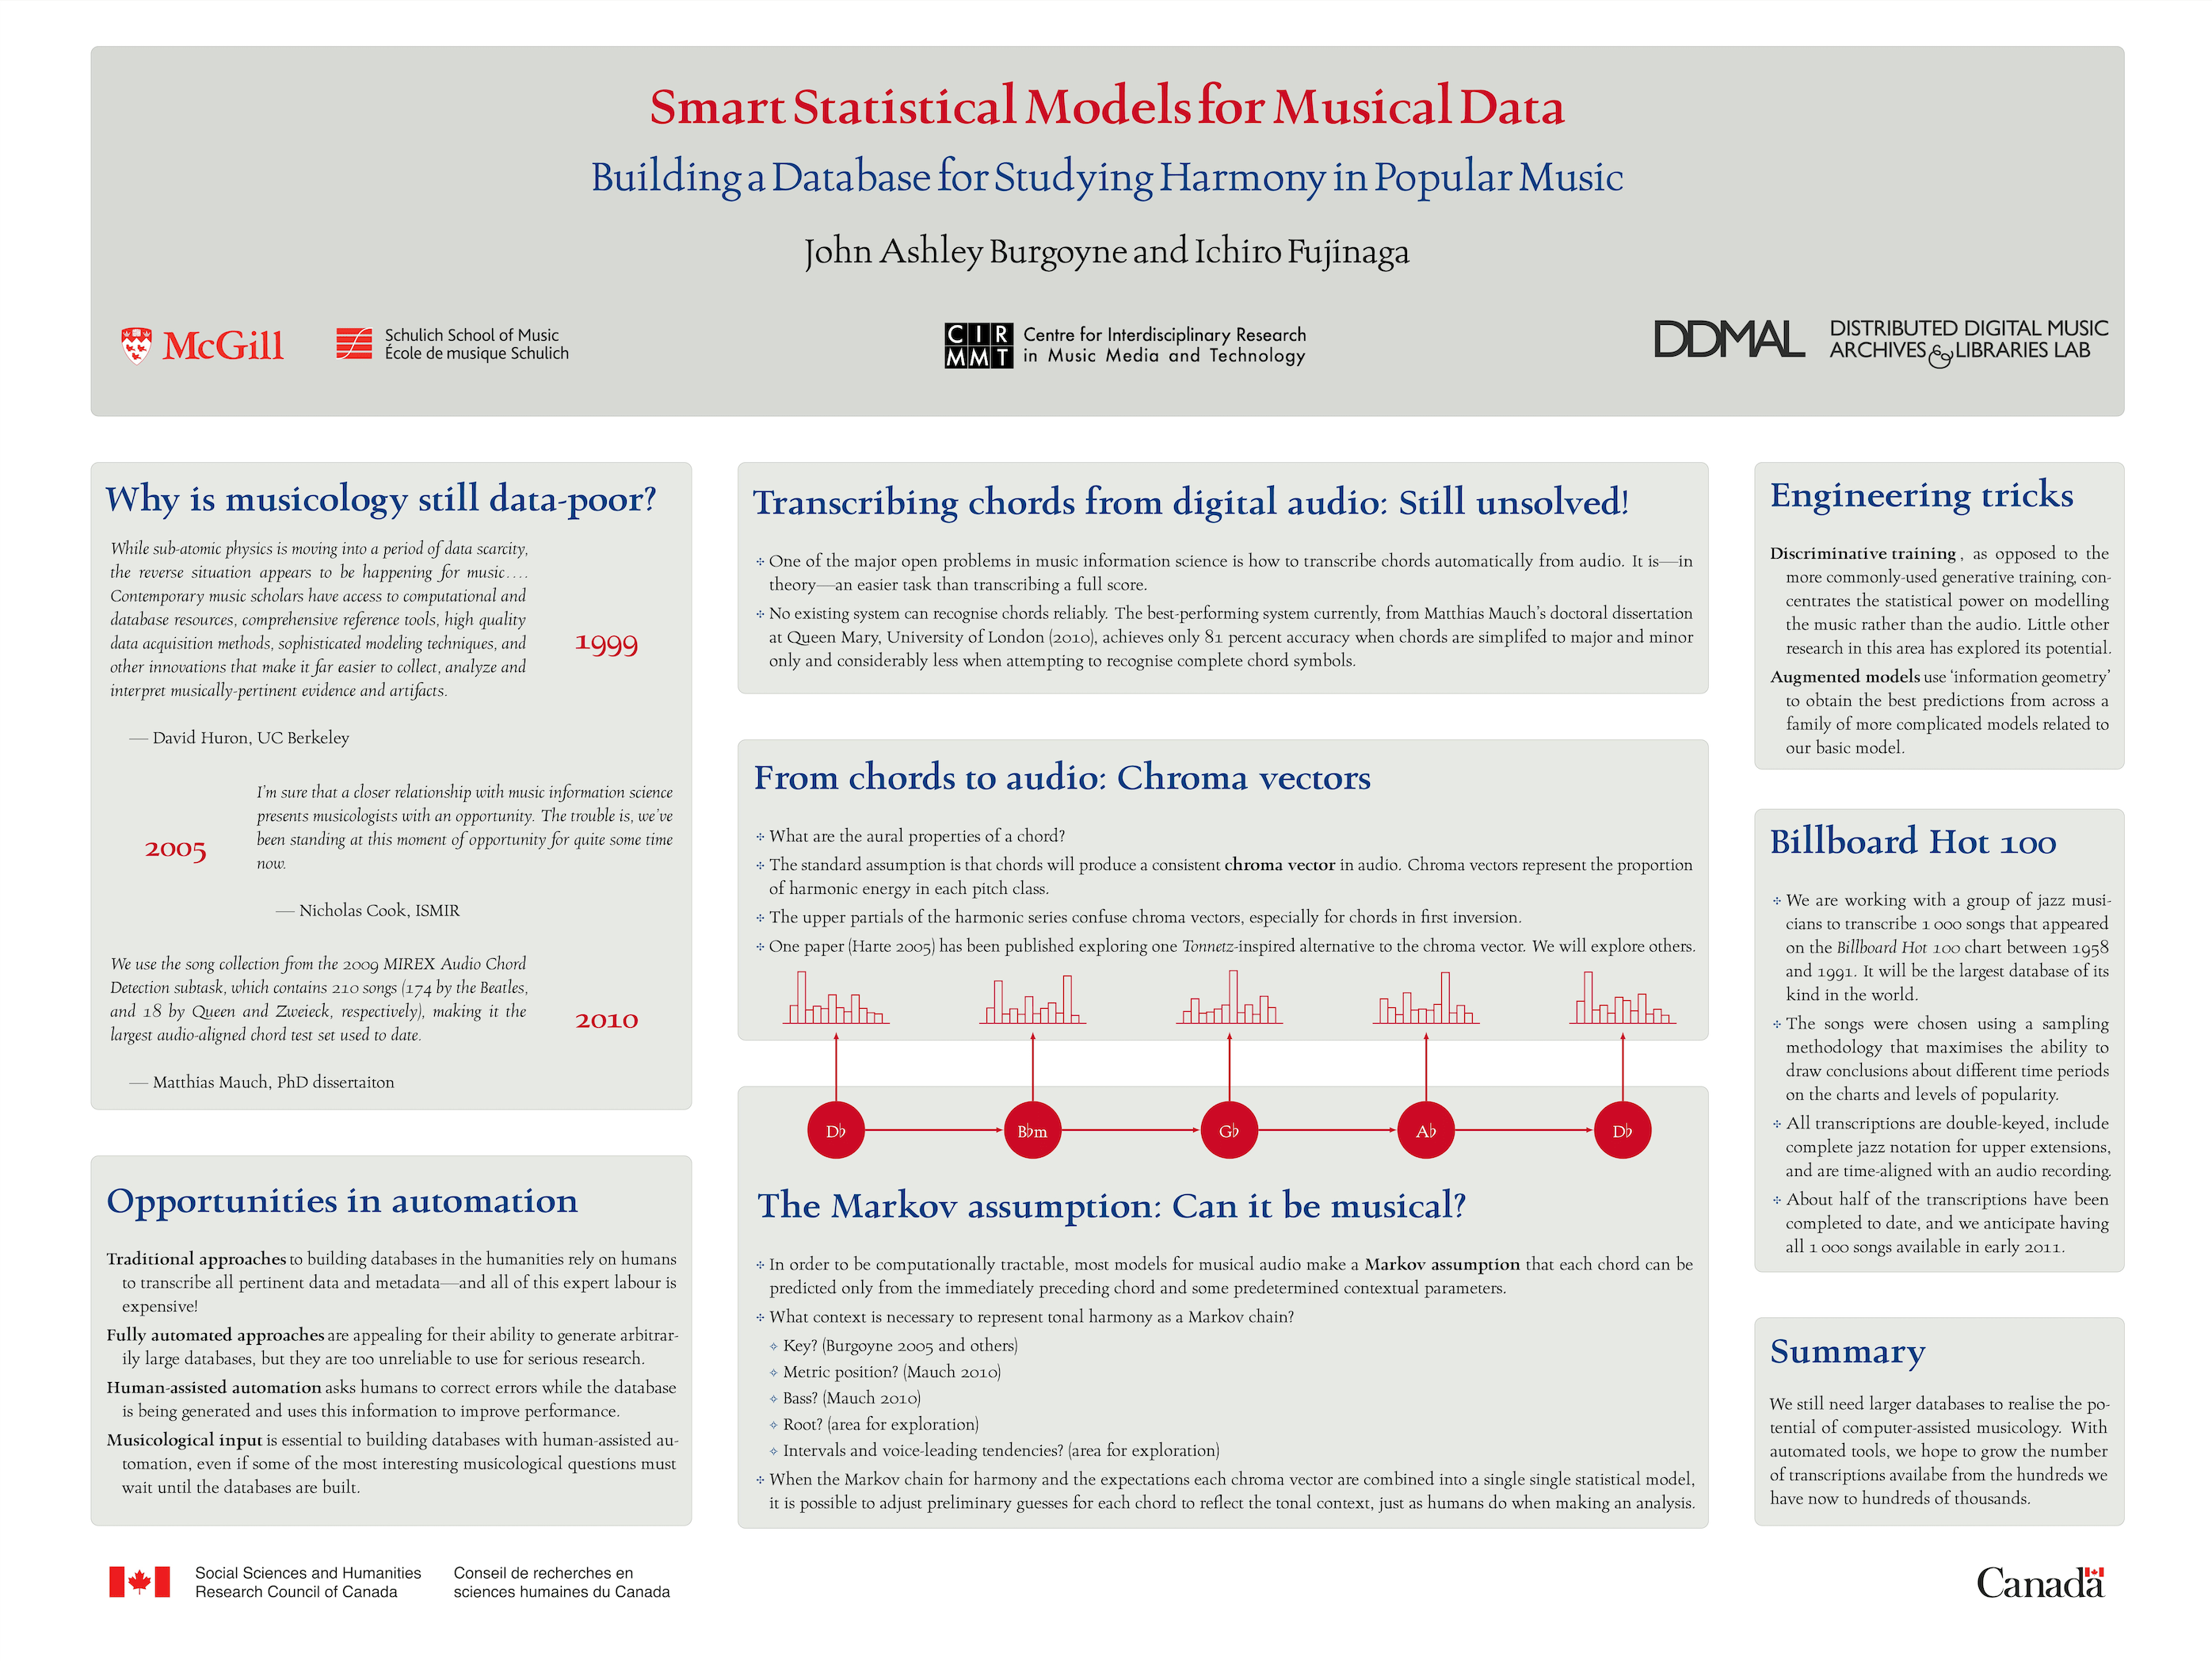 Smart Statistical Models for Musical Data
Building a Database for Studying Harmony in Popular Music
John Ashley Burgoyne and Ichiro Fujinaga
McGill
Schulich School of Music
École de musique Schulich
CIR
MMT
Centre for Interdisciplinary Research
in Music Media and Technology
DDMAL
DISTRIBUTED DIGITAL MUSIC
ARCHIVES & LIBRARIES LAB
Why is musicology still data-poor?
While sub-atomic physics is moving into a period of data scarcity,
the reverse situation appears to be happening for music....
Contemporary music scholars have access to computational and
database resources, comprehensive reference tools, high quality
data acquisition methods, sophisticated modeling techniques, and
other innovations that make it far easier to collect, analyze and
interpret musically-pertinent evidence and artifacts.
1999
— David Huron, UC Berkeley
I'm sure that a closer relationship with music information science
presents musicologists with an opportunity. The trouble is, we've
been standing at this moment of opportunity for quite some time
now.
2005
— Nicholas Cook, ISMIR
We use the song collection from the 2009 MIREX Audio Chord
Detection subtask, which contains 210 songs (174 by the Beatles,
and 18 by Queen and Zweieck, respectively), making it the
largest audio-aligned chord test set used to date.
2010
— Matthias Mauch, PhD dissertaiton
Opportunities in automation
Traditional approaches to building databases in the humanities rely on humans
to transcribe all pertinent data and metadata—and all of this expert labour is
expensive!
Fully automated approaches are appealing for their ability to generate arbitrar-
ily large databases, but they are too unreliable to use for serious research.
Human-assisted automation asks humans to correct errors while the database
is being generated and uses this information to improve performance.
Musicological input is essential to building databases with human-assisted au-
tomation, even if some of the most interesting musicological questions must
wait until the databases are built.
Transcribing chords from digital audio: Still unsolved!
One of the major open problems in music information science is how to transcribe chords automatically from audio. It is—in
theory—an easier task than transcribing a full score.
No existing system can recognise chords reliably. The best-performing system currently, from Matthias Mauch's doctoral dissertation
at Queen Mary, University of London (2010), achieves only 81 percent accuracy when chords are simplifed to major and minor
only and considerably less when attempting to recognise complete chord symbols.
From chords to audio: Chroma vectors
What are the aural properties of a chord?
The standard assumption is that chords will produce a consistent chroma vector in audio. Chroma vectors represent the proportion
of harmonic energy in each pitch class.
The upper partials of the harmonic series confuse chroma vectors, especially for chords in first inversion.
One paper (Harte 2005) has been published exploring one Tonnetz-inspired alternative to the chroma vector. We will explore others.
D♭ B♭m G♭ A♭ D♭
The Markov assumption: Can it be musical?
In order to be computationally tractable, most models for musical audio make a Markov assumption that each chord can be
predicted only from the immediately preceding chord and some predetermined contextual parameters.
What context is necessary to represent tonal harmony as a Markov chain?
Key? (Burgoyne 2005 and others)
Metric position? (Mauch 2010)
Bass? (Mauch 2010)
Root? (area for exploration)
Intervals and voice-leading tendencies? (area for exploration)
When the Markov chain for harmony and the expectations each chroma vector are combined into a single single statistical model,
it is possible to adjust preliminary guesses for each chord to reflect the tonal context, just as humans do when making an analysis.
Engineering tricks
Discriminative training, as opposed to the
more commonly-used generative training, con-
centrates the statistical power on modelling
the music rather than the audio. Little other
research in this area has explored its potential.
Augmented models use ‘information geometry’
to obtain the best predictions from across a
family of more complicated models related to
our basic model.
Billboard Hot 100
We are working with a group of jazz musi-
cians to transcribe 1 000 songs that appeared
on the Billboard Hot 100 chart between 1958
and 1991. It will be the largest database of its
kind in the world.
The songs were chosen using a sampling
methodology that maximises the ability to
draw conclusions about different time periods
on the charts and levels of popularity.
All transcriptions are double-keyed, include
complete jazz notation for upper extensions,
and are time-aligned with an audio recording.
About half of the transcriptions have been
completed to date, and we anticipate having
all 1 000 songs available in early 2011.
Summary
We still need larger databases to realise the po-
tential of computer-assisted musicology. With
automated tools, we hope to grow the number
of transcriptions availabe from the hundreds we
have now to hundreds of thousands.
Social Sciences and Humanities
Research Council of Canada
Conseil de recherches en
sciences humaines du Canada
Canada